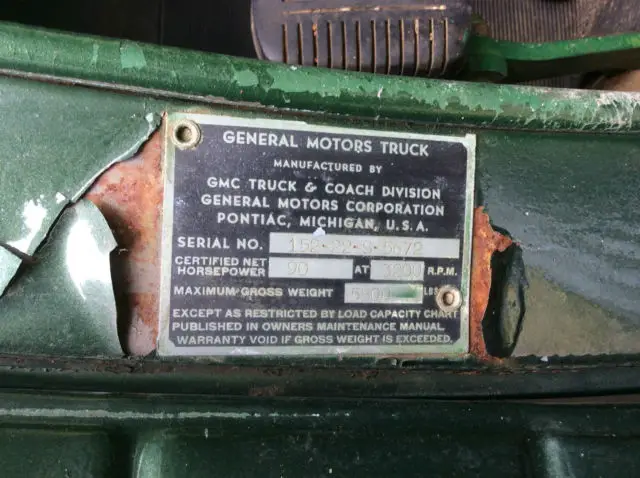 GENERAL MOTORS TRUCK
MANUFACTURED BY
GMC TRUCK & COACH DIVISION
GENERAL MOTORS CORPORATION
PONTIAC, MICHIGAN, U.S.A.
SERIAL NO.
CERTIFIED NET
HORSEPOWER 90 AT R.P.M.
MAXIMUM GROSS WEIGHT LBS
EXCEPT AS RESTRICTED BY LOAD CAPACITY CHART
PUBLISHED IN OWNERS MAINTENANCE MANUAL
WARRANTY VOID IF GROSS WEIGHT IS EXCEEDED.